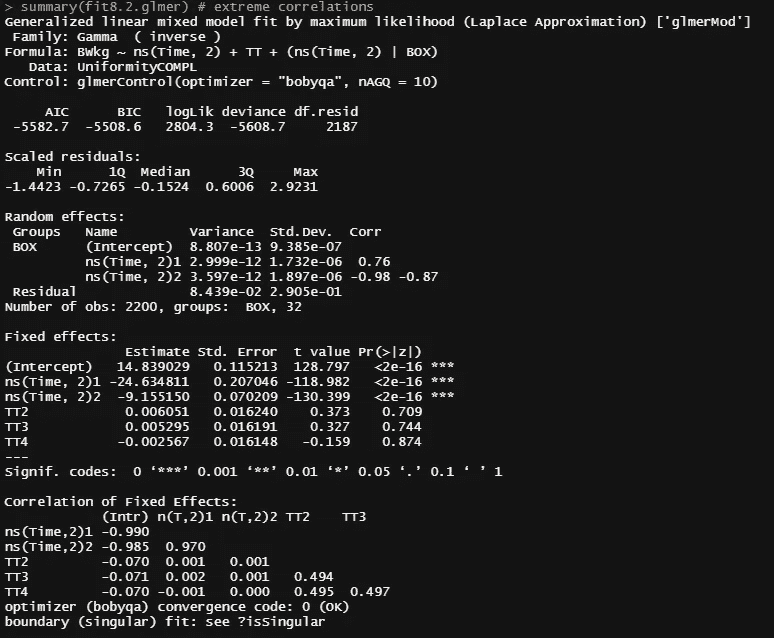 > summary(fit8.2.glmer) # extreme correlations
Generalized linear mixed model fit by maximum likelihood (Laplace Approximation) ['glmerMod']
 Family: Gamma  ( inverse )
Formula: BWkg ~ ns(Time, 2) + TT + (ns(Time, 2) | BOX)
   Data: UniformityCOMPL
Control: glmerControl(optimizer = "bobyqa", nAGQ = 10)

     AIC      BIC   logLik deviance df.resid
 -5582.7  -5508.6   2804.3  -5608.7     2187

Scaled residuals:
    Min      1Q  Median      3Q     Max
-1.4423 -0.7265 -0.1524  0.6006  2.9231

Random effects:
 Groups   Name         Variance  Std.Dev.  Corr
 BOX      (Intercept)  8.807e-13 9.385e-07
          ns(Time, 2)1 2.999e-12 1.732e-06  0.76
          ns(Time, 2)2 3.597e-12 1.897e-06 -0.98 -0.87
 Residual              8.439e-02 2.905e-01
Number of obs: 2200, groups:  BOX, 32

Fixed effects:
               Estimate Std. Error  t value Pr(>|z|)
(Intercept)   14.839029   0.115213  128.797   <2e-16 ***
ns(Time, 2)1 -24.634811   0.207046 -118.982   <2e-16 ***
ns(Time, 2)2  -9.155150   0.070209 -130.399   <2e-16 ***
TT2            0.006051   0.016240    0.373    0.709
TT3            0.005295   0.016191    0.327    0.744
TT4           -0.002567   0.016148   -0.159    0.874
---
Signif. codes:  0 ‘***’ 0.001 ‘**’ 0.01 ‘*’ 0.05 ‘.’ 0.1 ‘ ’ 1

Correlation of Fixed Effects:
            (Intr) n(T,2)1 n(T,2)2 TT2    TT3
ns(Time,2)1 -0.990
ns(Time,2)2 -0.985  0.970
TT2         -0.070  0.001   0.001
TT3         -0.071  0.002   0.001   0.494
TT4         -0.070 -0.001   0.000   0.495  0.497
optimizer (bobyqa) convergence code: 0 (OK)
boundary (singular) fit: see ?isSingular